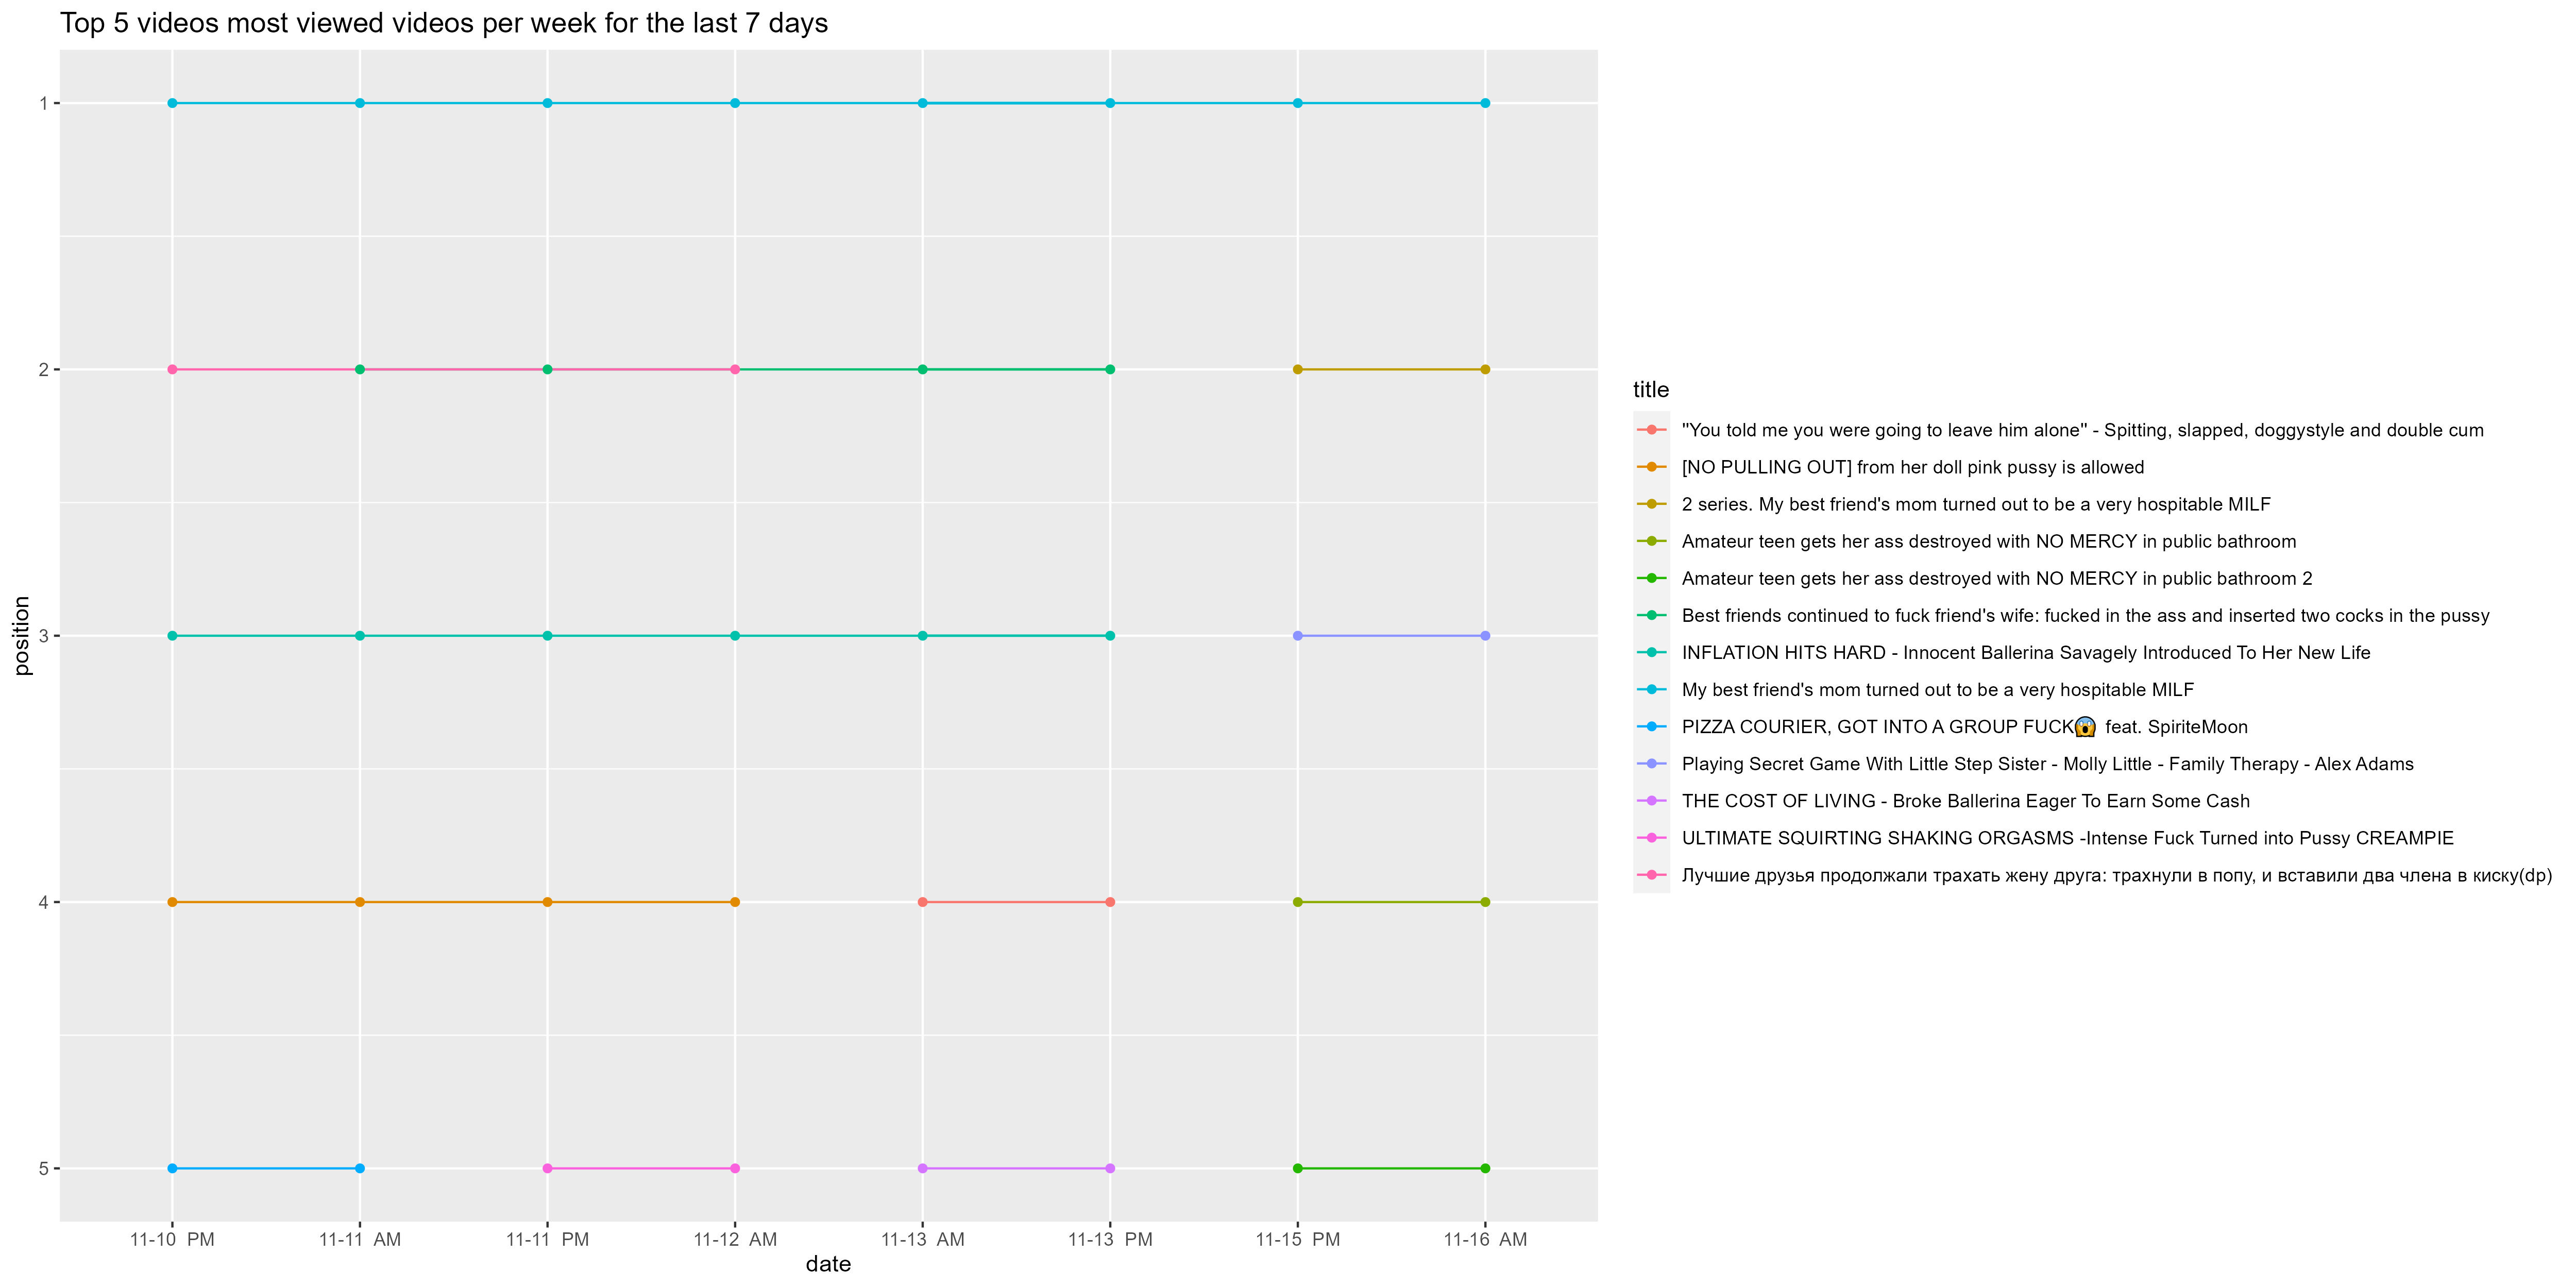 Top 5 videos most viewed videos per week for the last 7 days
position
1
2
3
4
5
11-10 PM
11-11 AM
11-11 PM
11-12 AM
11-13 AM
11-13 PM
11-15 PM
11-16 AM
date
title
"You told me you were going to leave him alone" - Spitting, slapped, doggystyle and double cum
[NO PULLING OUT] from her doll pink pussy is allowed
2 series. My best friend's mom turned out to be a very hospitable MILF
Amateur teen gets her ass destroyed with NO MERCY in public bathroom
Amateur teen gets her ass destroyed with NO MERCY in public bathroom 2
Best friends continued to fuck friend's wife: fucked in the ass and inserted two cocks in the pussy
INFLATION HITS HARD - Innocent Ballerina Savagely Introduced To Her New Life
My best friend's mom turned out to be a very hospitable MILF
PIZZA COURIER, GOT INTO A GROUP FUCK😱 feat. SpiriteMoon
Playing Secret Game With Little Step Sister - Molly Little - Family Therapy - Alex Adams
THE COST OF LIVING - Broke Ballerina Eager To Earn Some Cash
ULTIMATE SQUIRTING SHAKING ORGASMS -Intense Fuck Turned into Pussy CREAMPIE
Лучшие друзья продолжали трахать жену друга: трахнули в попу, и вставили два члена в киску(dp)